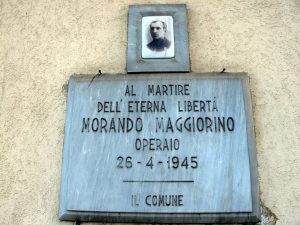 AL MARTIRE
DELL'ETERNA LIBERTÀ
MORANDO MAGGIORINO
OPERAIO
26-4-1945
IL COMUNE